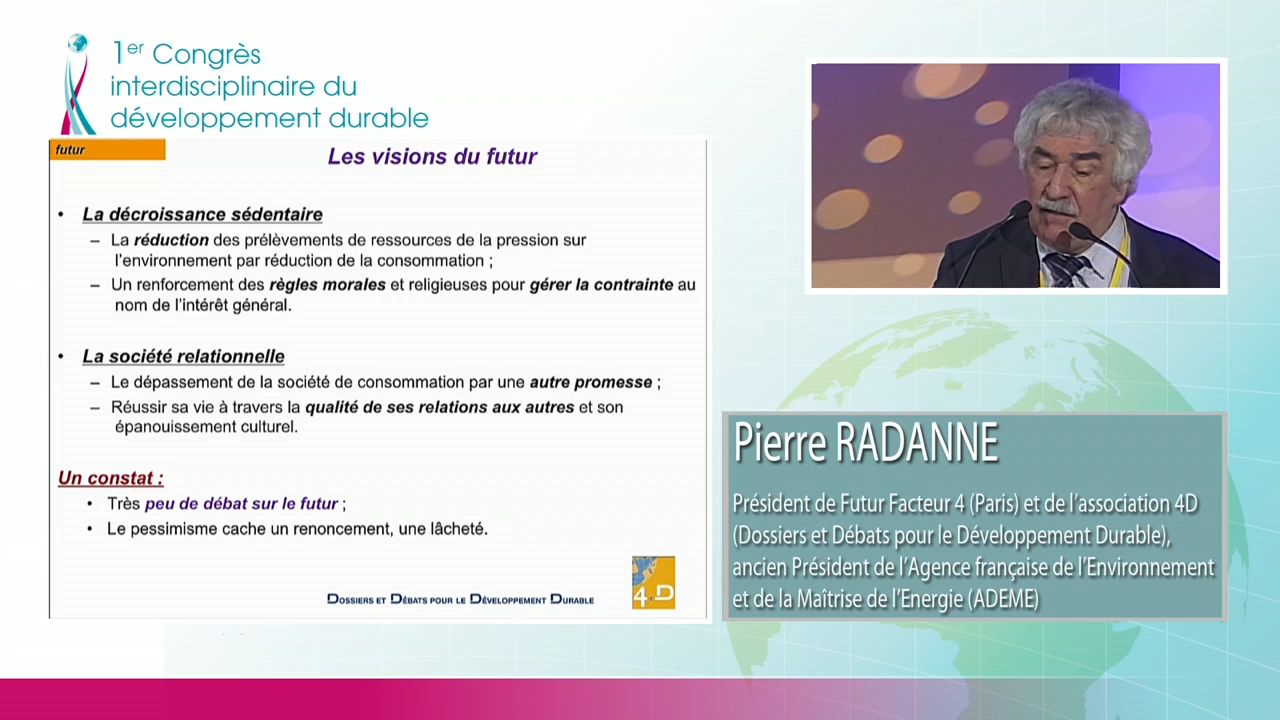 1er Congrès
interdisciplinaire du
développement durable
futur
Les visions du futur
• La décroissance sédentaire
– La réduction des prélèvements de ressources de la pression sur
l'environnement par réduction de la consommation ;
– Un renforcement des règles morales et religieuses pour gérer la contrainte au
nom de l'intérêt général.
• La société relationnelle
– Le dépassement de la société de consommation par une autre promesse ;
– Réussir sa vie à travers la qualité de ses relations aux autres et son
épanouissement culturel.
Un constat :
• Très peu de débat sur le futur ;
• Le pessimisme cache un renoncement, une lâcheté.
Dossiers et Débats pour le Développement Durable
4.D
Pierre RADANNE
Président de Futur Facteur 4 (Paris) et de l'association 4D
(Dossiers et Débats pour le Développement Durable),
ancien Président de l'Agence française de l'Environnement
et de la Maîtrise de l'Energie (ADEME)